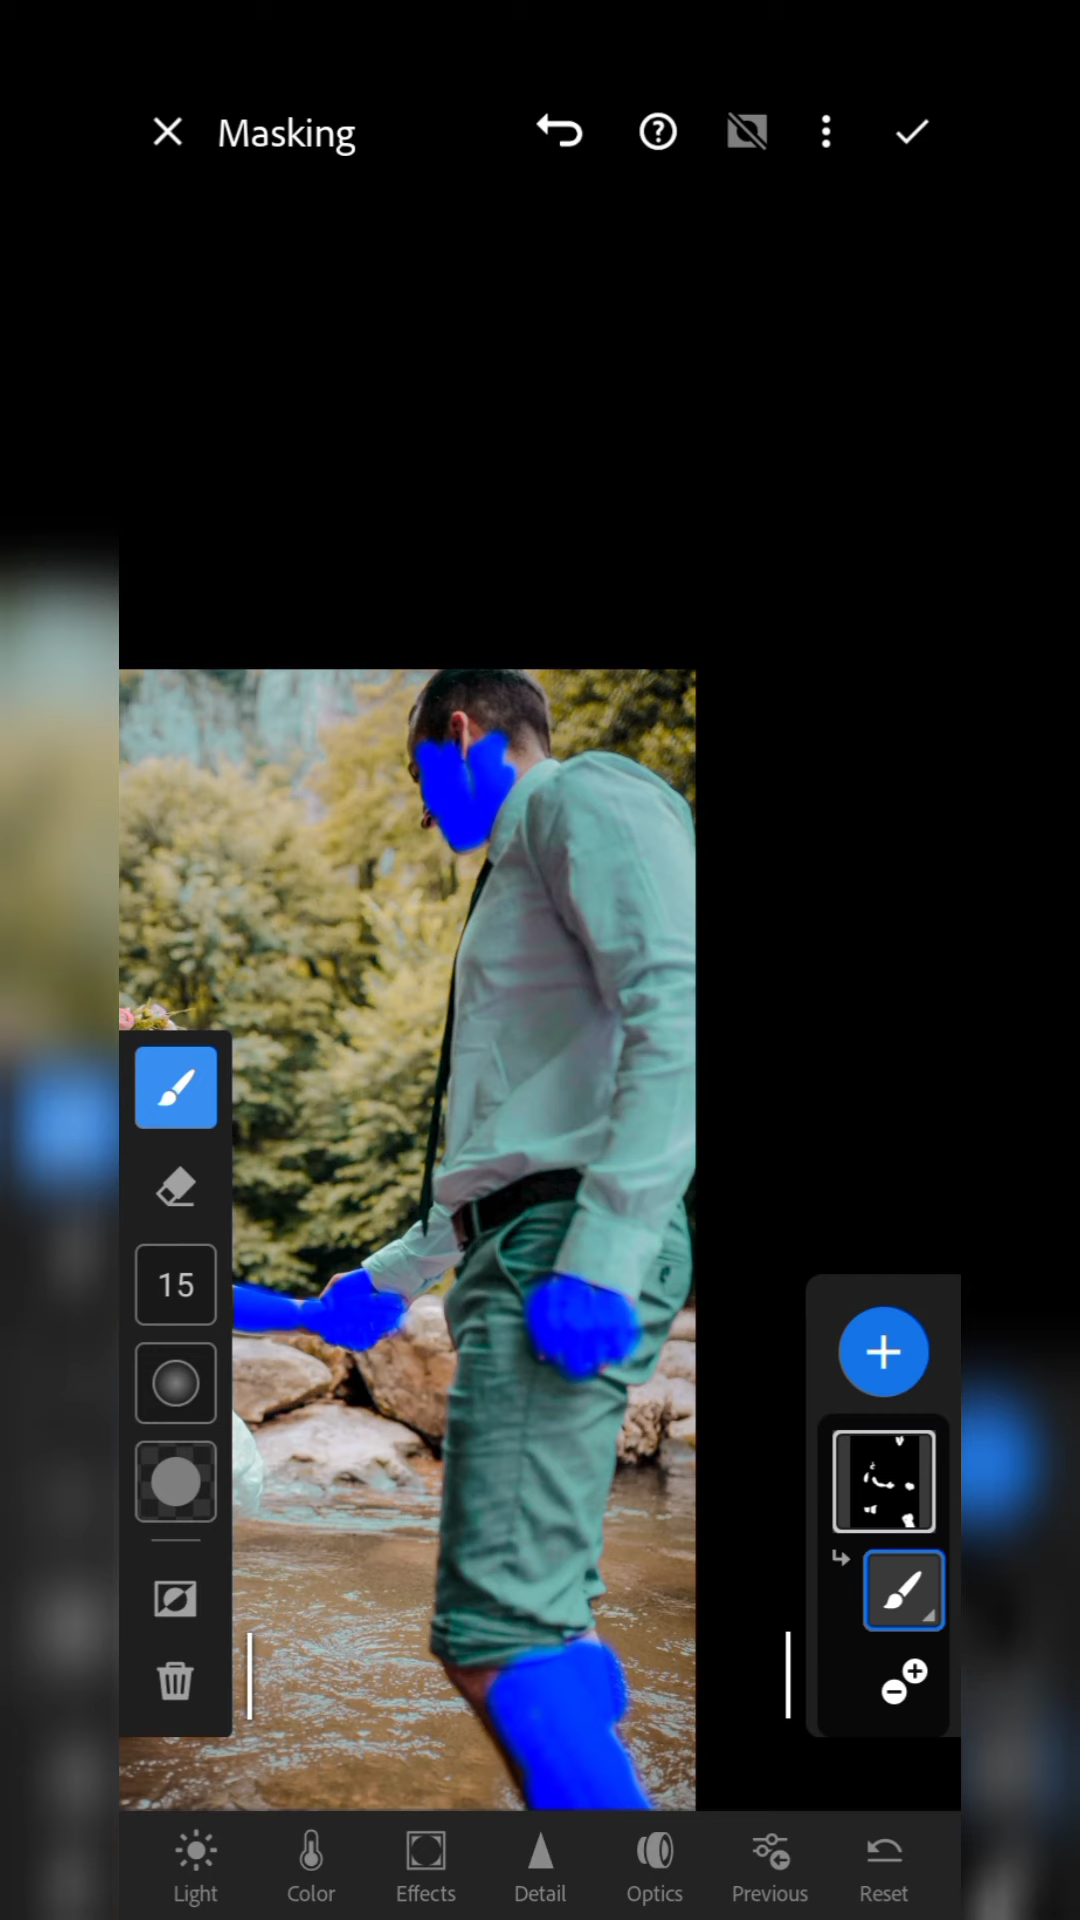 Masking
15
Light
Color
Effects
Detail
Optics
Previous
Reset